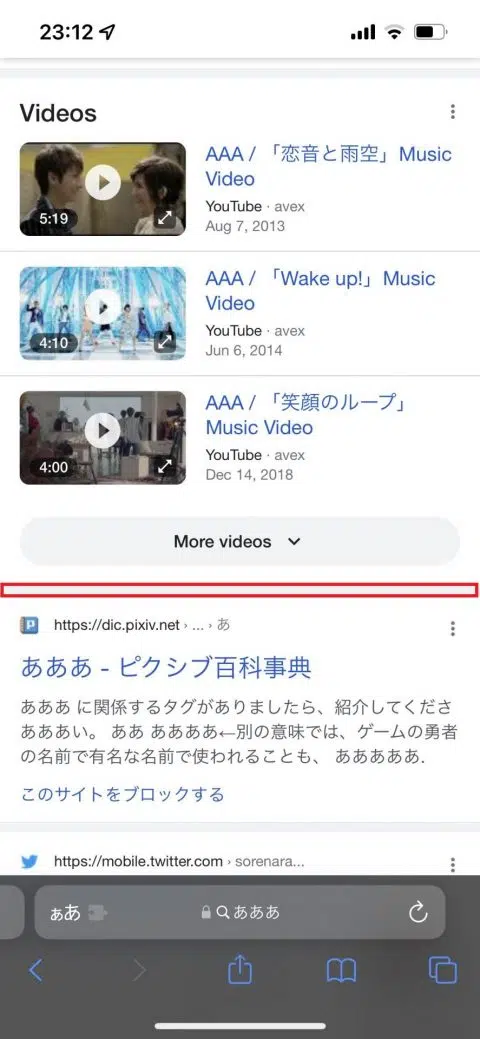 23:12
Videos
AAA / 「恋音と雨空」Music
Video
YouTube · avex
Aug 7, 2013
5:19
AAA / 「Wake up!」Music
Video
YouTube · avex
Jun 6, 2014
4:10
AAA / 「笑顔のループ」
Music Video
YouTube · avex
Dec 14, 2018
4:00
More videos
https://dic.pixiv.net › ... › あ
あああ - ピクシブ百科事典
あああ に関係するタグがありましたら、紹介してくださ
あああい。 ああ ああああ←別の意味では、ゲームの勇者
の名前で有名な名前で使われることも、 あああああ.
このサイトをブロックする
https://mobile.twitter.com › sorenara...
ぁあ
あああ